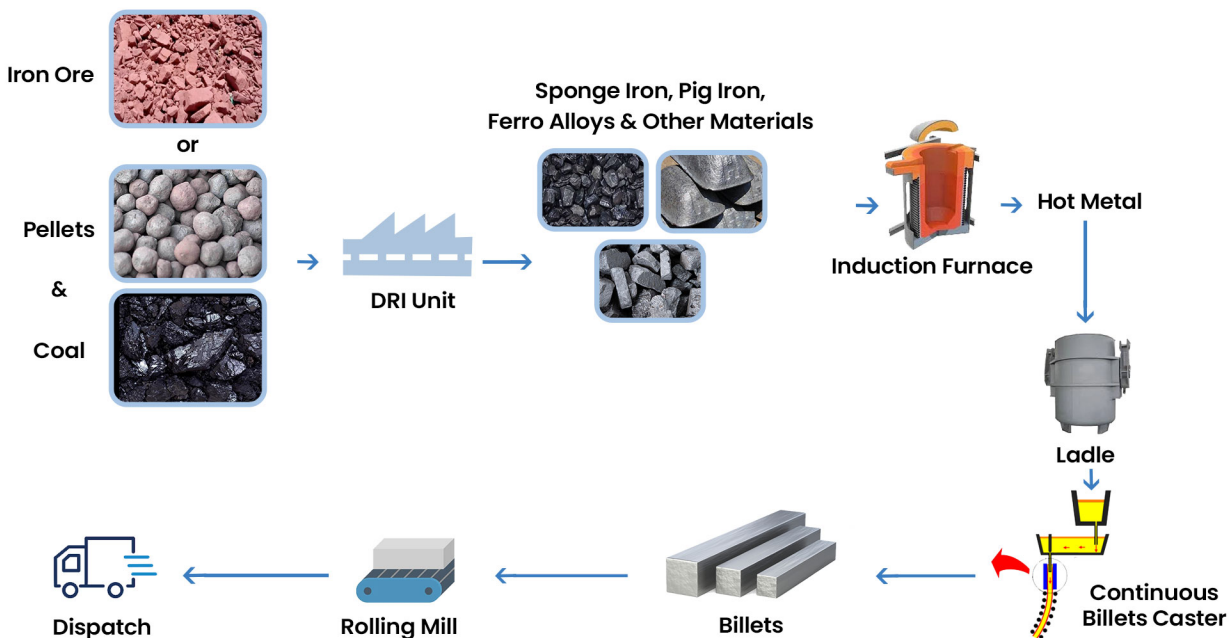 Iron Ore
or
Pellets
&
Coal
DRI Unit
Sponge Iron, Pig Iron,
Ferro Alloys & Other Materials
Induction Furnace
Hot Metal
Ladle
Continuous
Billets Caster
Billets
Rolling Mill
Dispatch